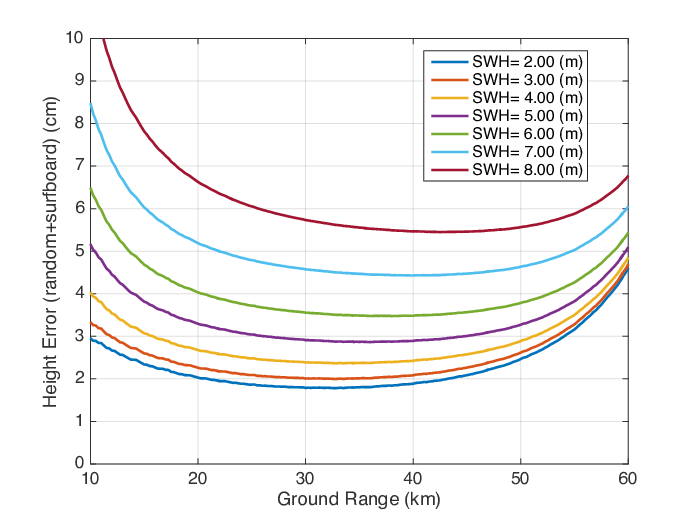 10
9
8
7
6
5
4
3
2
1
0
Height Error (random+surfboard) (cm)
SWH= 2.00 (m)
SWH= 3.00 (m)
SWH= 4.00 (m)
SWH= 5.00 (m)
SWH= 6.00 (m)
SWH= 7.00 (m)
SWH= 8.00 (m)
10 20 30 40 50 60
Ground Range (km)